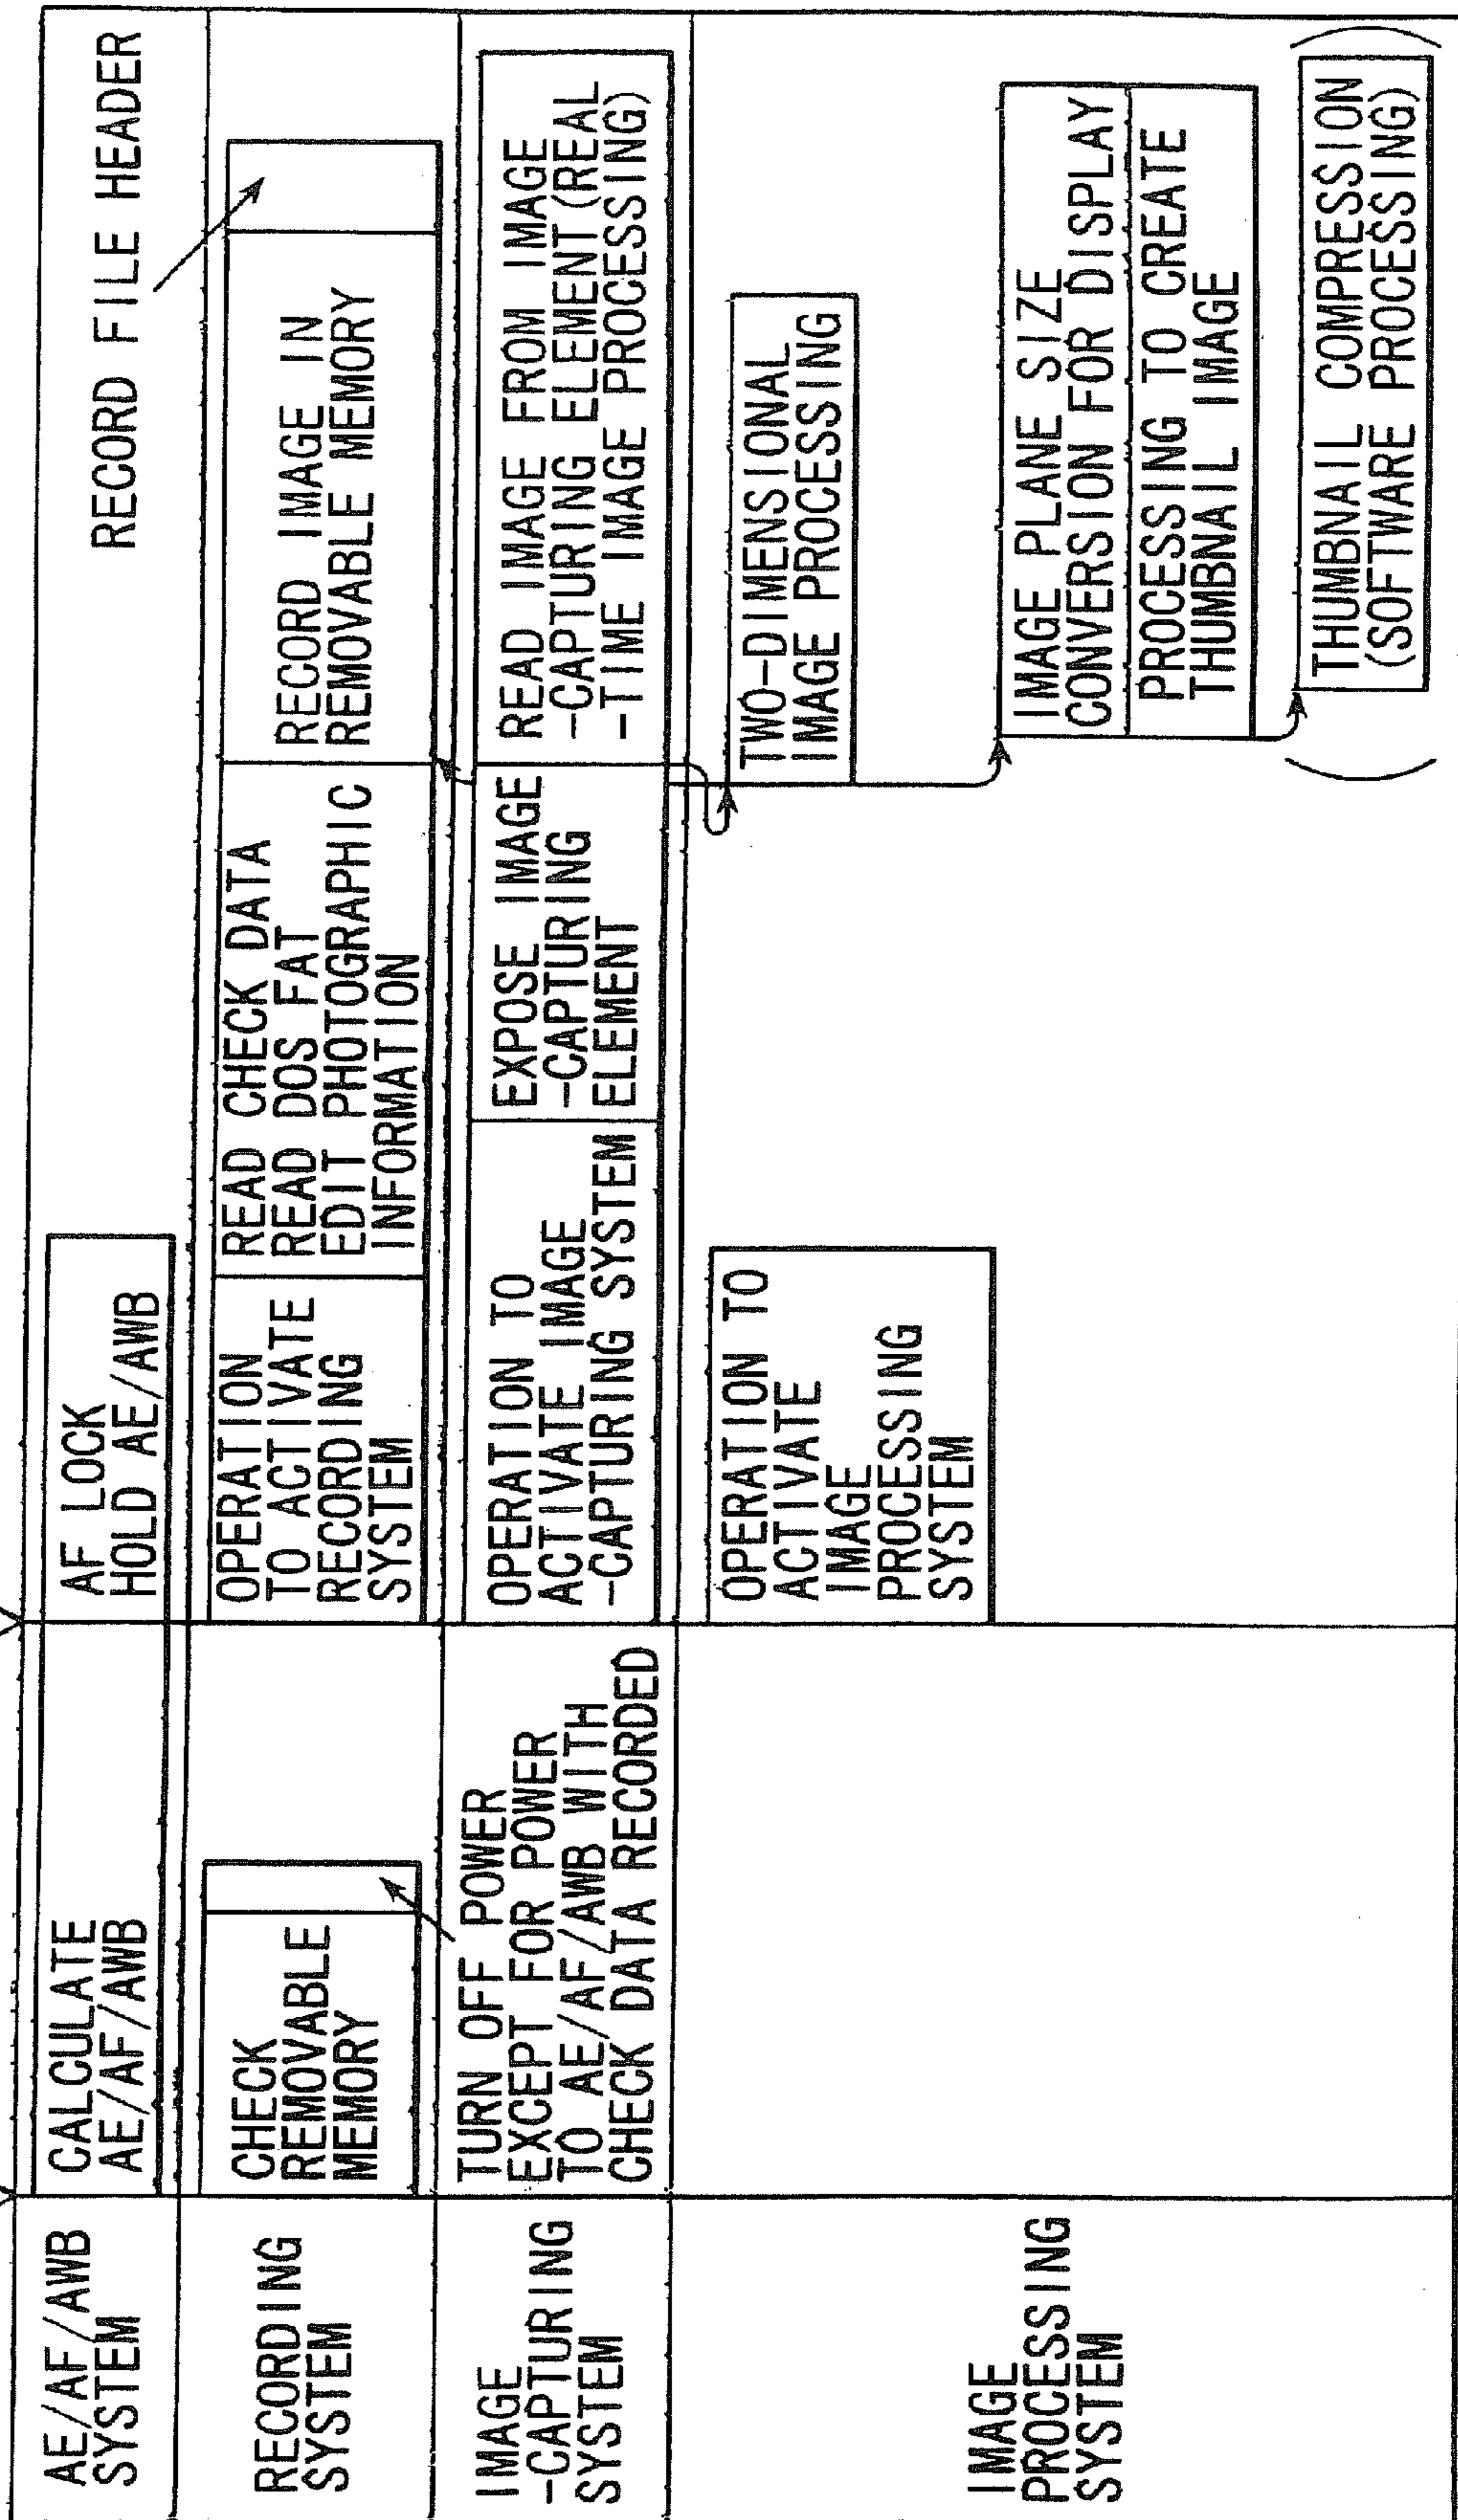 AE/AF/AWB
SYSTEM
CALCULATE
AE/AF/AWB
AF LOCK
HOLD AE/AWB
RECORD FILE HEADER
RECORDING
SYSTEM
CHECK
REMOVABLE
MEMORY
OPERATION
TO ACTIVATE
RECORDING
SYSTEM
READ CHECK DATA
READ DOS FAT
EDIT PHOTOGRAPHIC
INFORMATION
RECORD IMAGE IN
REMOVABLE MEMORY
IMAGE
-CAPTURING
SYSTEM
TURN OFF POWER
EXCEPT FOR POWER
TO AE/AF/AWB WITH
CHECK DATA RECORDED
OPERATION TO
ACTIVATE IMAGE
-CAPTURING SYSTEM
EXPOSE IMAGE
-CAPTURING
ELEMENT
READ IMAGE FROM IMAGE
-CAPTURING ELEMENT (REAL
-TIME IMAGE PROCESSING)
IMAGE
PROCESSING
SYSTEM
OPERATION TO
ACTIVATE
IMAGE
PROCESSING
SYSTEM
TWO-DIMENSIONAL
IMAGE PROCESSING
IMAGE PLANE SIZE
CONVERSION FOR DISPLAY
PROCESSING TO CREATE
THUMBNAIL IMAGE
THUMBNAIL COMPRESSION
(SOFTWARE PROCESSING)